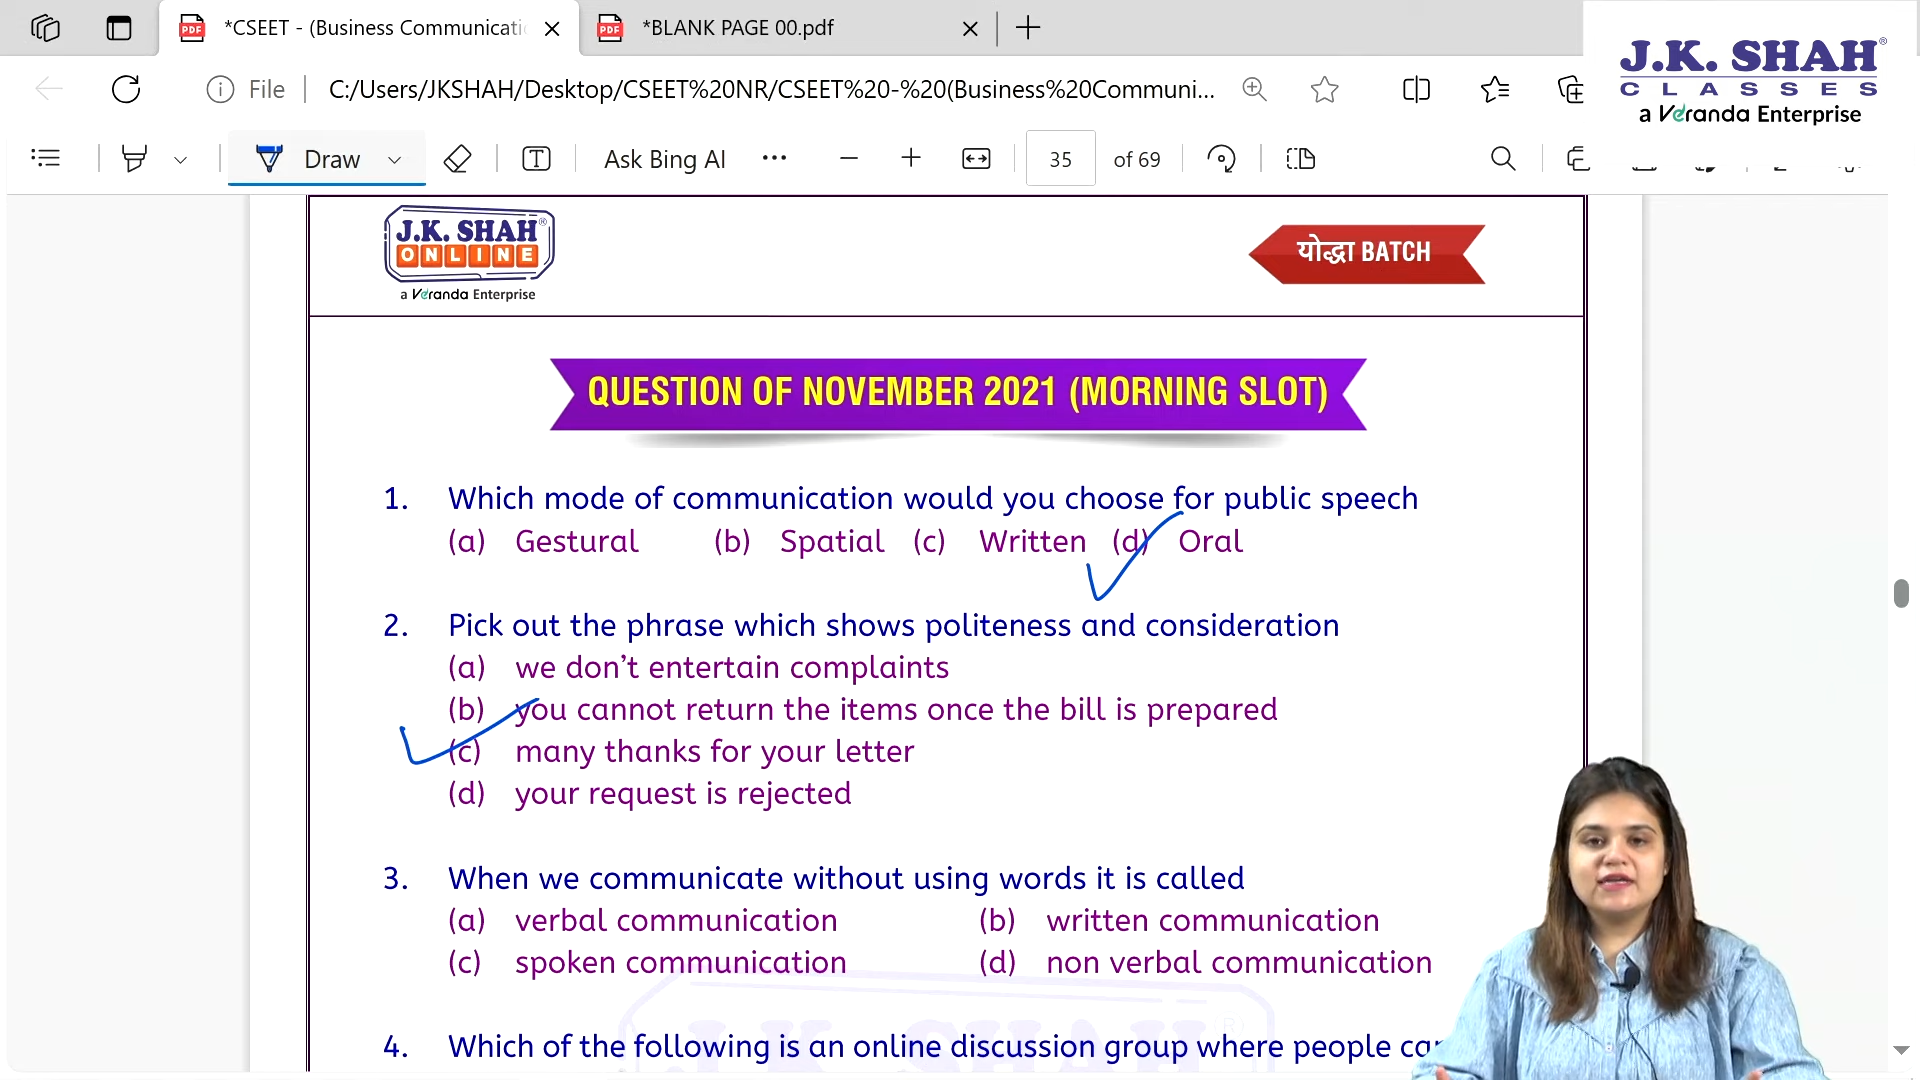 *CSEET - (Business Communicati
*BLANK PAGE 00.pdf
File
C:/Users/JKSHAH/Desktop/CSEET%20NR/CSEET%20-%20(Business%20Communi...
J.K. SHAH®
CLASSES
a Veranda Enterprise
Draw
Ask Bing AI
35
of 69
J.K. SHAH®
ONLINE
a Veranda Enterprise
योद्धा BATCH
QUESTION OF NOVEMBER 2021 (MORNING SLOT)
1. Which mode of communication would you choose for public speech
(a) Gestural (b) Spatial (c) Written (d) Oral
2. Pick out the phrase which shows politeness and consideration
(a) we don’t entertain complaints
(b) you cannot return the items once the bill is prepared
(c) many thanks for your letter
(d) your request is rejected
3. When we communicate without using words it is called
(a) verbal communication (b) written communication
(c) spoken communication (d) non verbal communication
4. Which of the following is an online discussion group where people can
J.K. SHAH®